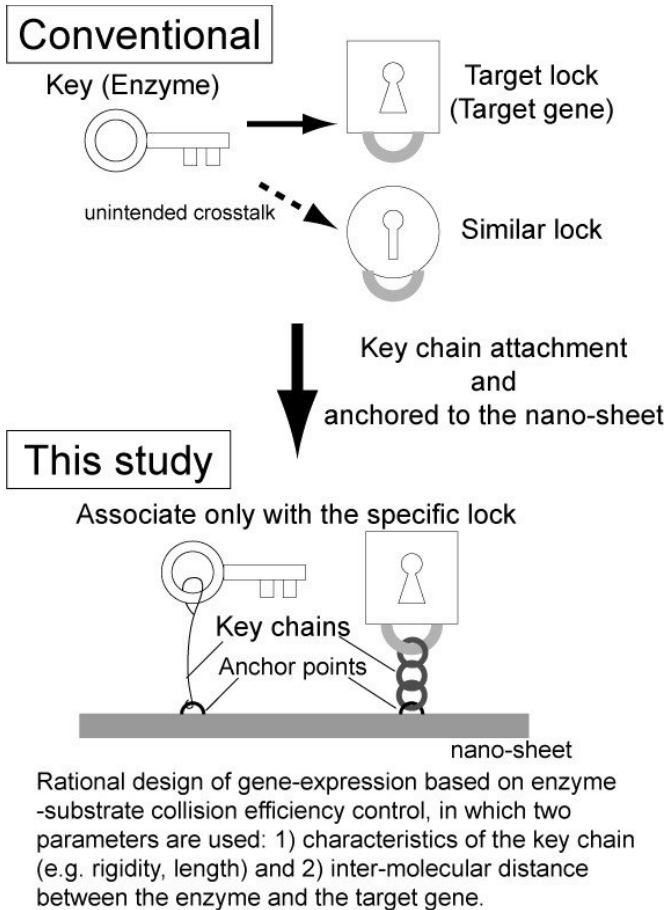 Conventional
Key (Enzyme)
Target lock
(Target gene)
unintended crosstalk
Similar lock
Key chain attachment
and
anchored to the nano-sheet
This study
Associate only with the specific lock
Key chains
Anchor points
nano-sheet
Rational design of gene-expression based on enzyme
-substrate collision efficiency control, in which two
parameters are used: 1) characteristics of the key chain
(e.g. rigidity, length) and 2) inter-molecular distance
between the enzyme and the target gene.